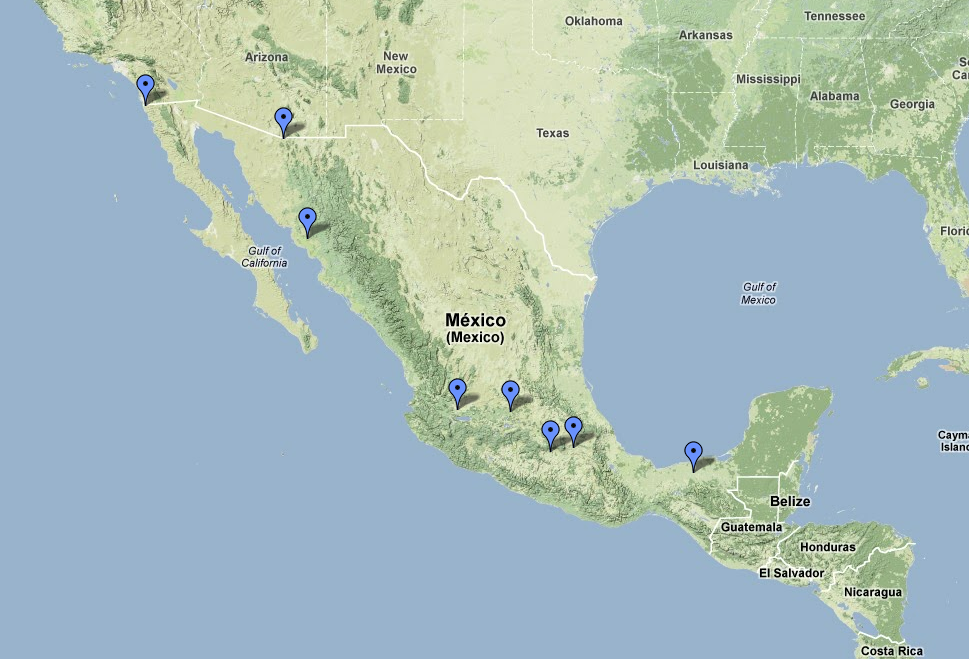 Oklahoma
Tennessee
Arkansas
Arizona
New
Mexico
Mississippi
Alabama
Georgia
Texas
Louisiana
Gulf of
California
Gulf of
Mexico
México
(Mexico)
Belize
Guatemala
Honduras
El Salvador
Nicaragua
Costa Rica